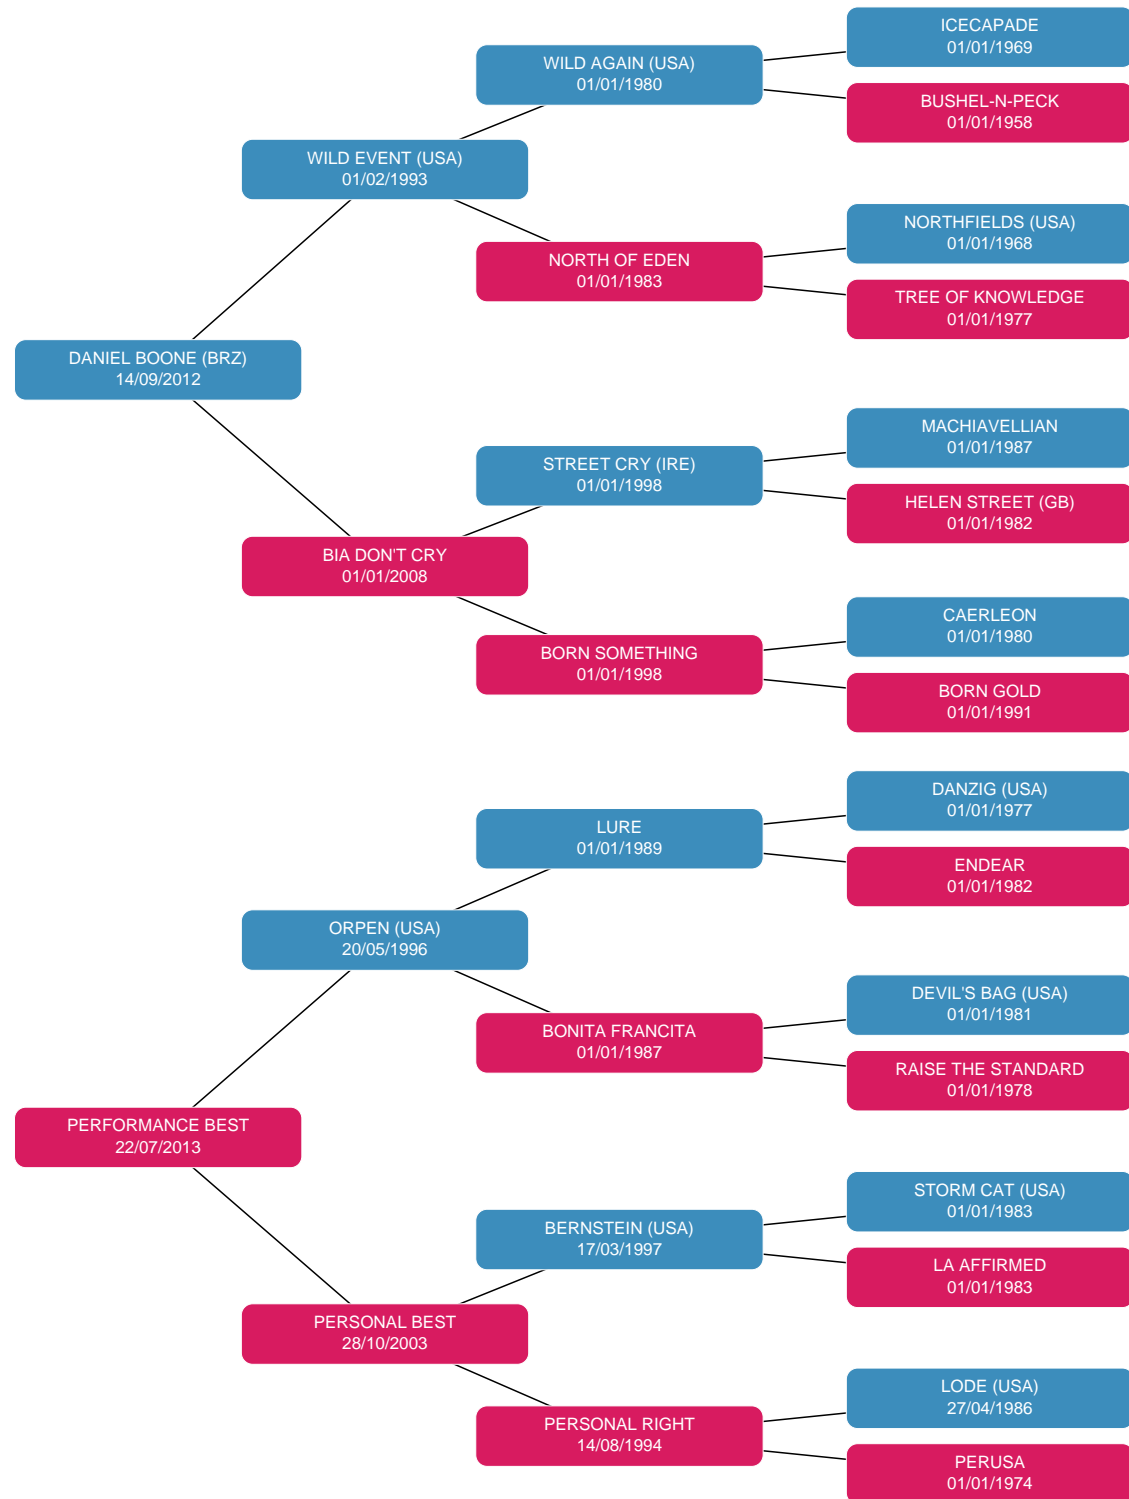 ICECAPADE
01/01/1969
WILD AGAIN (USA)
01/01/1980
BUSHEL-N-PECK
01/01/1958
WILD EVENT (USA)
01/02/1993
NORTHFIELDS (USA)
01/01/1968
NORTH OF EDEN
01/01/1983
TREE OF KNOWLEDGE
01/01/1977
DANIEL BOONE (BRZ)
14/09/2012
MACHIAVELLIAN
01/01/1987
STREET CRY (IRE)
01/01/1998
HELEN STREET (GB)
01/01/1982
BIA DON'T CRY
01/01/2008
CAERLEON
01/01/1980
BORN SOMETHING
01/01/1998
BORN GOLD
01/01/1991
DANZIG (USA)
01/01/1977
LURE
01/01/1989
ENDEAR
01/01/1982
ORPEN (USA)
20/05/1996
DEVIL'S BAG (USA)
01/01/1981
BONITA FRANCITA
01/01/1987
RAISE THE STANDARD
01/01/1978
PERFORMANCE BEST
22/07/2013
STORM CAT (USA)
01/01/1983
BERNSTEIN (USA)
17/03/1997
LA AFFIRMED
01/01/1983
PERSONAL BEST
28/10/2003
LODE (USA)
27/04/1986
PERSONAL RIGHT
14/08/1994
PERUSA
01/01/1974